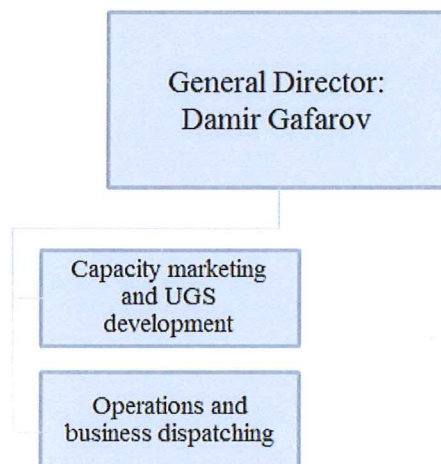 General Director:
Damir Gafarov
Capacity marketing
and UGS
development
Operations and
business dispatching